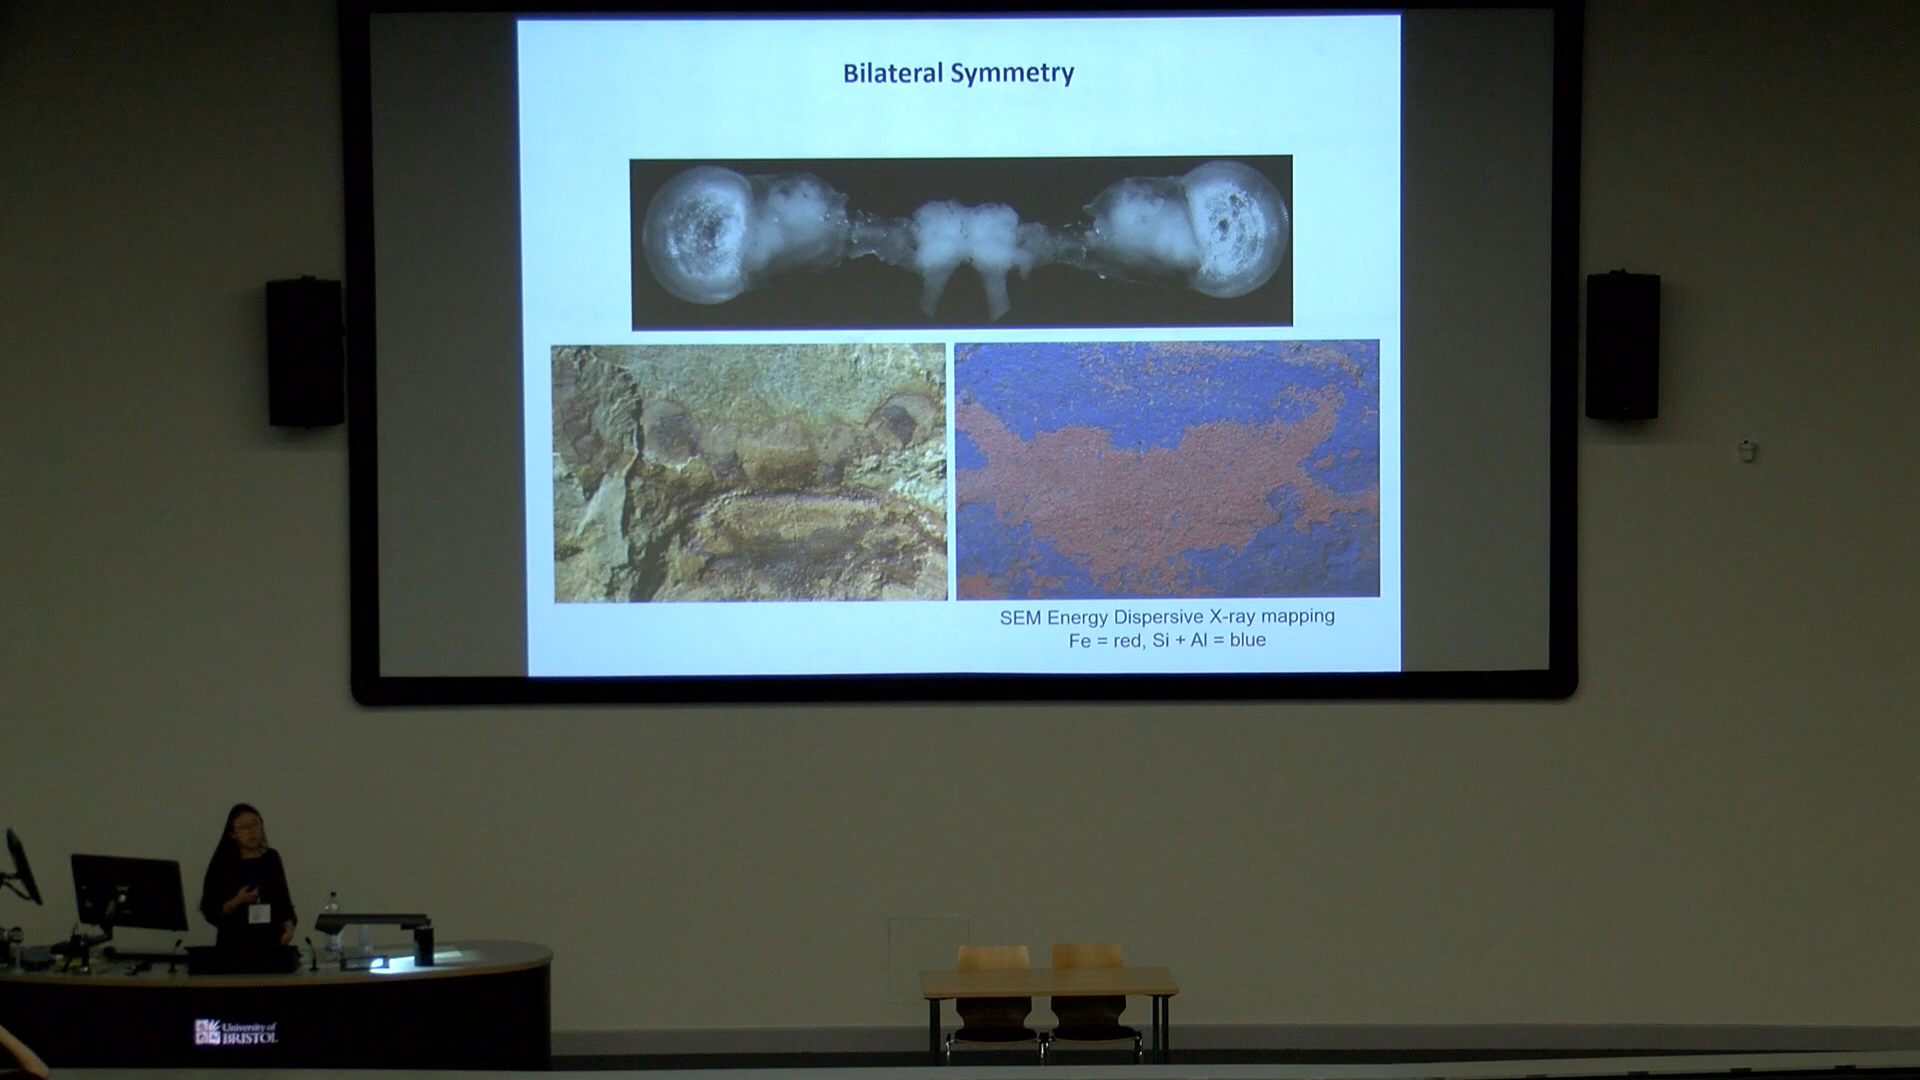 Bilateral Symmetry
SEM Energy Dispersive X-ray mapping
Fe = red, Si + Al = blue
University of
BRISTOL